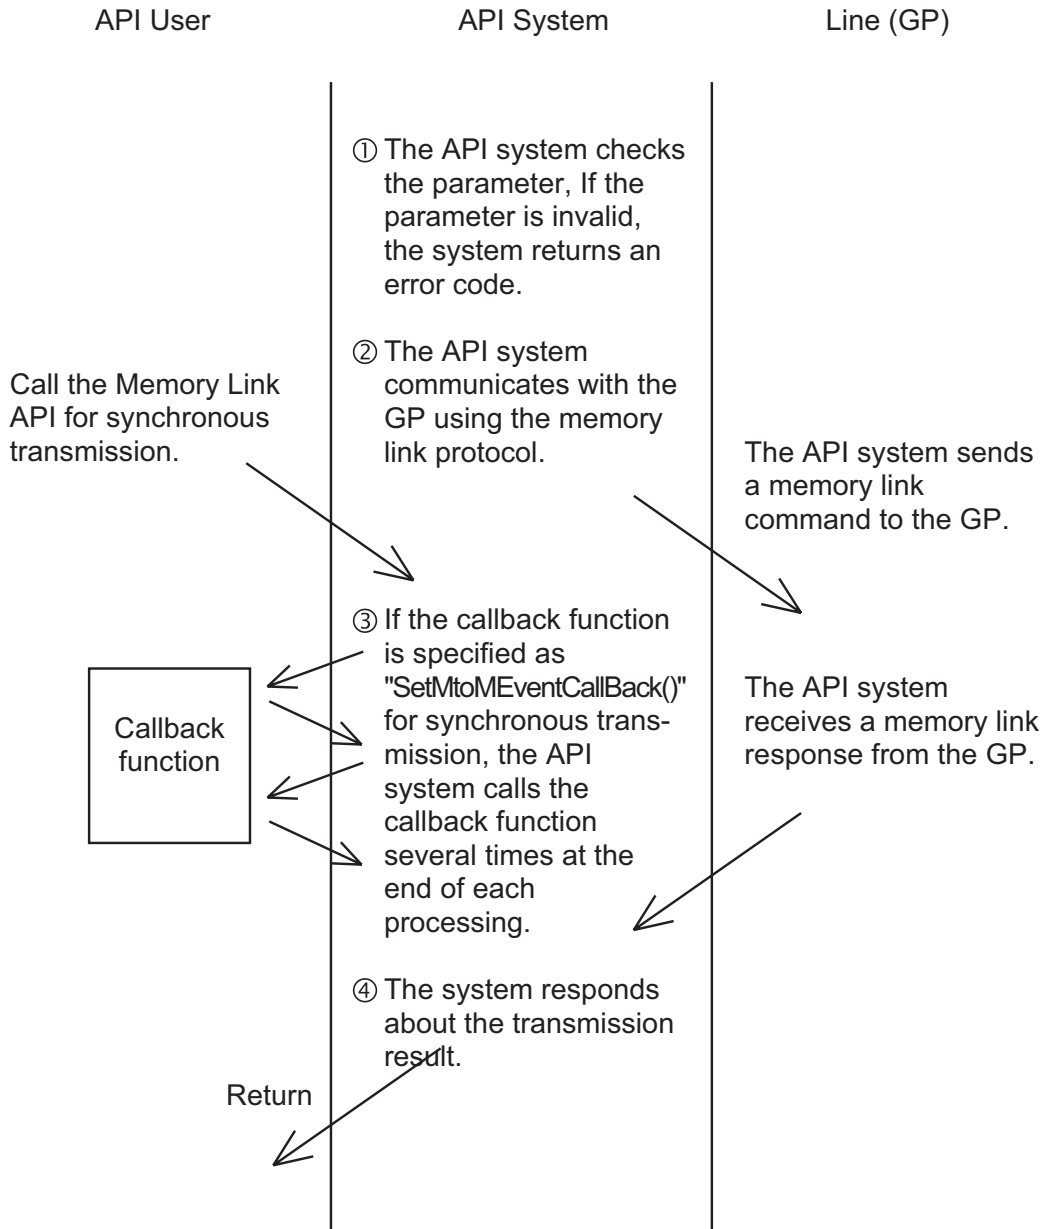 API User
API System
Line (GP)
① The API system checks
the parameter, If the
parameter is invalid,
the system returns an
error code.
② The API system
communicates with the
GP using the memory
link protocol.
Call the Memory Link
API for synchronous
transmission.
The API system sends
a memory link
command to the GP.
③ If the callback function
is specified as
"SetMtoMEventCallBack()"
for synchronous trans-
mission, the API
system calls the
callback function
several times at the
end of each
processing.
Callback
function
The API system
receives a memory link
response from the GP.
④ The system responds
about the transmission
result.
Return